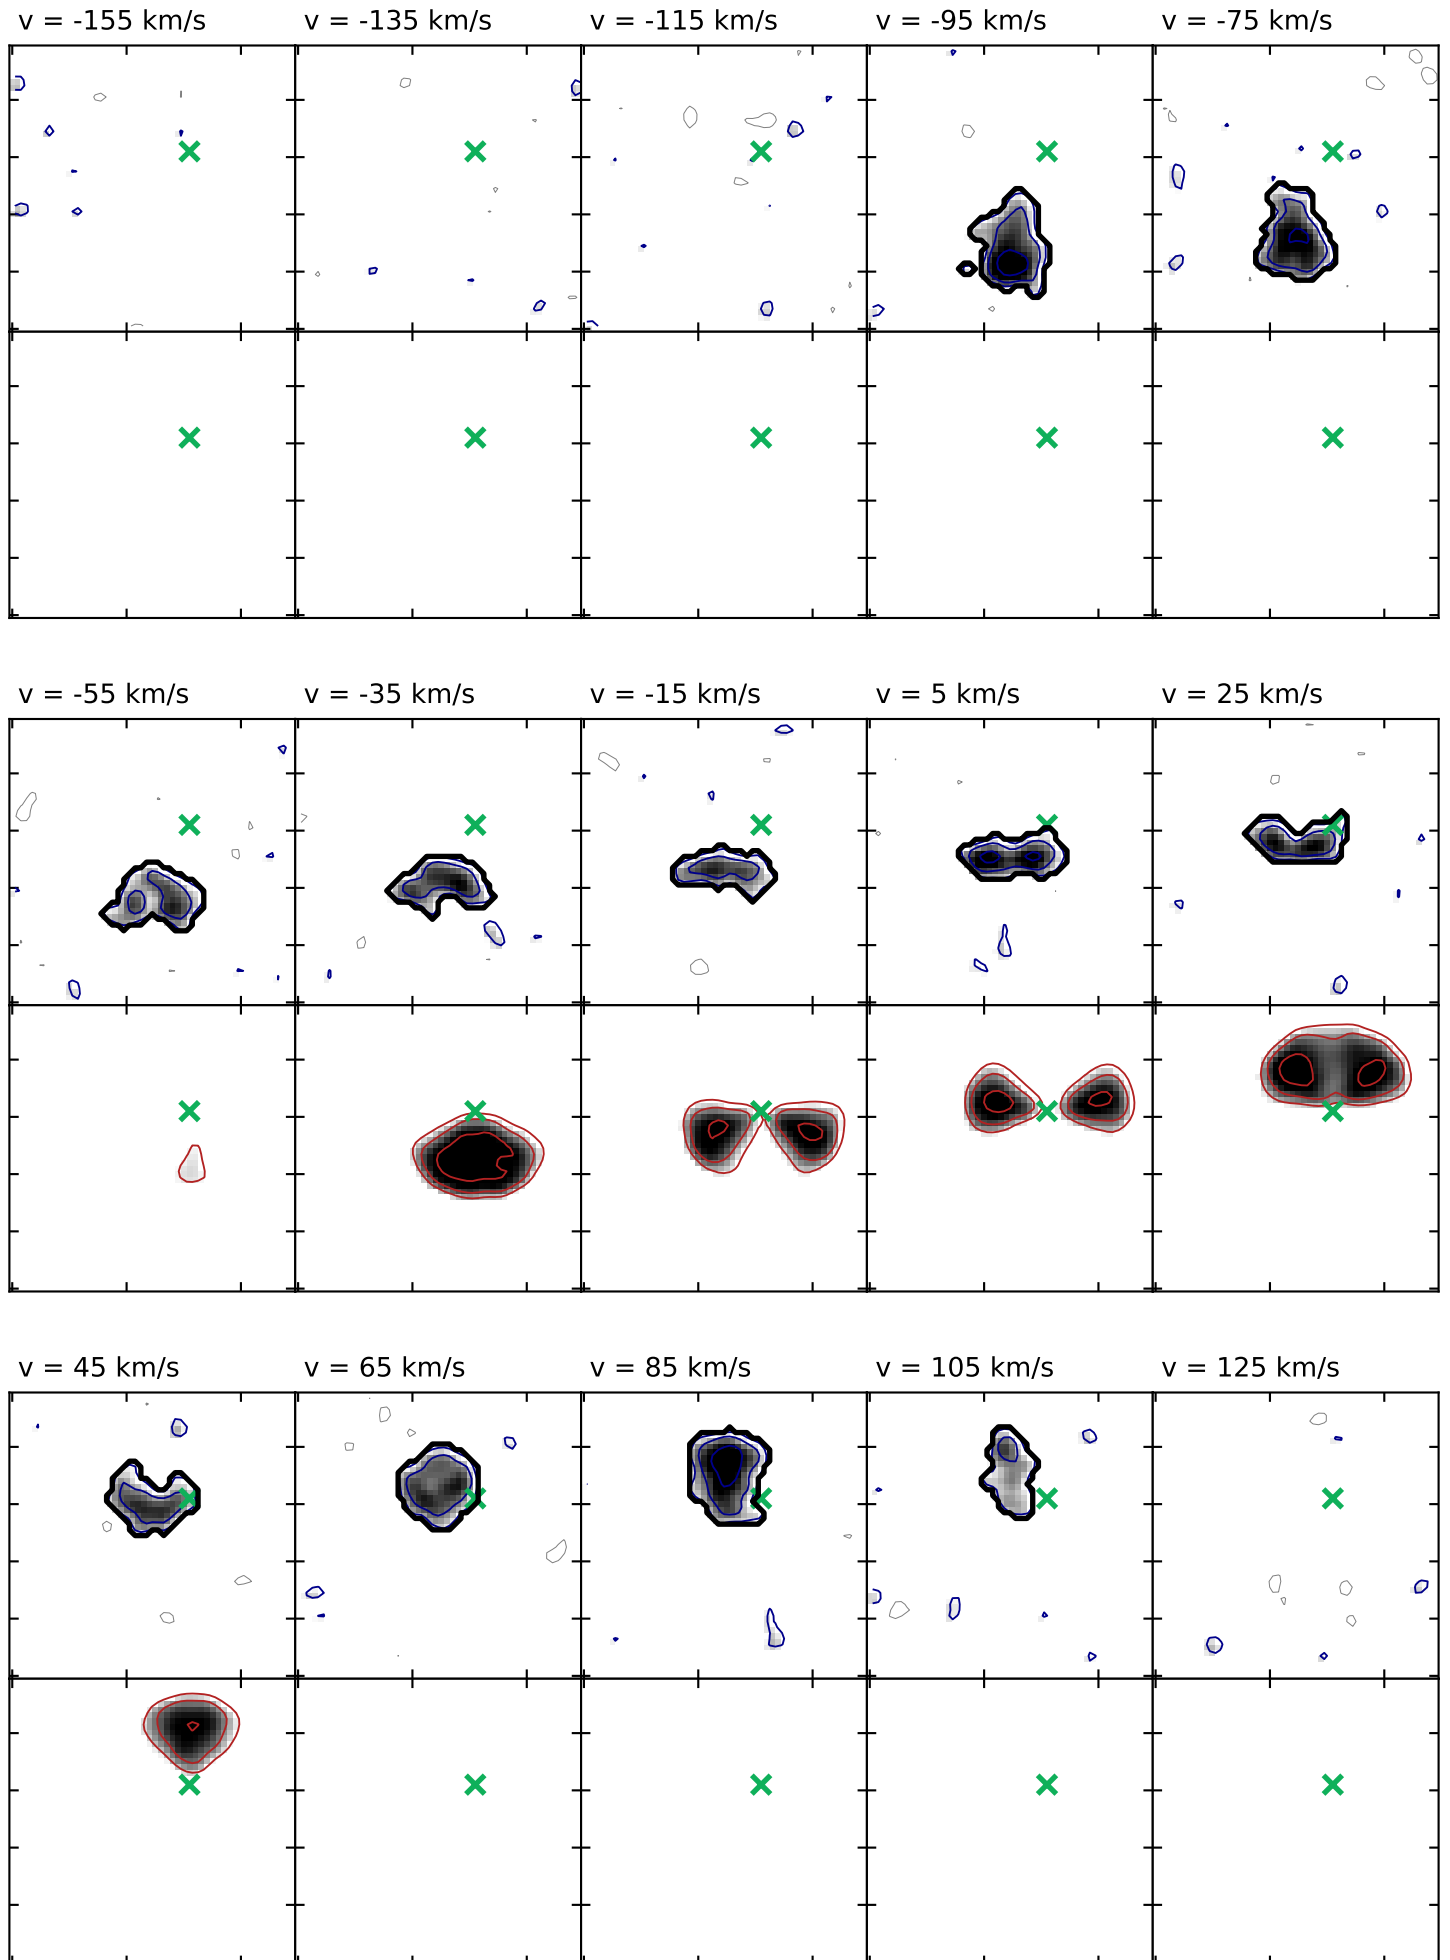 v = -155 km/s v = -135 km/s v = -115 km/s v = -95 km/s v = -75 km/s
v = -55 km/s v = -35 km/s v = -15 km/s v = 5 km/s v = 25 km/s
v = 45 km/s v = 65 km/s v = 85 km/s v = 105 km/s v = 125 km/s